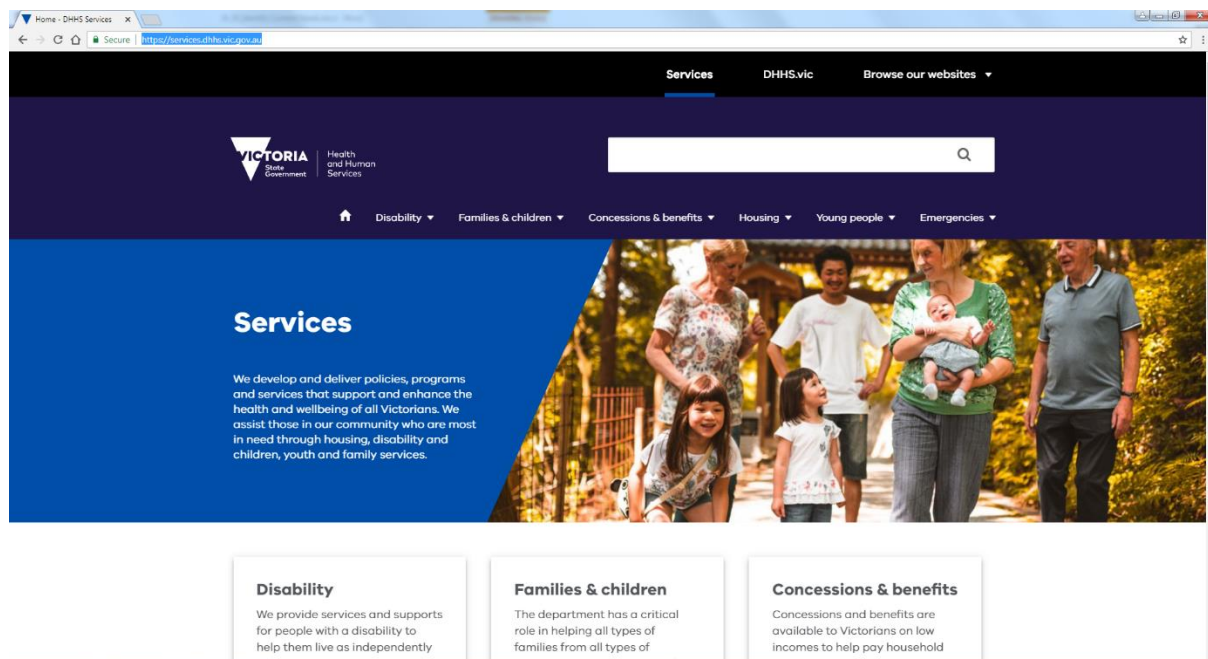 Home - DHHS Services
Secure | https://services.dhhs.vic.gov.au
Services DHHS.vic Browse our websites
VICTORIA
State
Government
Health
and Human
Services
Disability Families & children Concessions & benefits Housing Young people Emergencies
Services
We develop and deliver policies, programs
and services that support and enhance the
health and wellbeing of all Victorians. We
assist those in our community who are most
in need through housing, disability and
children, youth and family services.
Disability
We provide services and supports
for people with a disability to
help them live as independently
Families & children
The department has a critical
role in helping all types of
families from all types of
Concessions & benefits
Concessions and benefits are
available to Victorians on low
incomes to help pay household